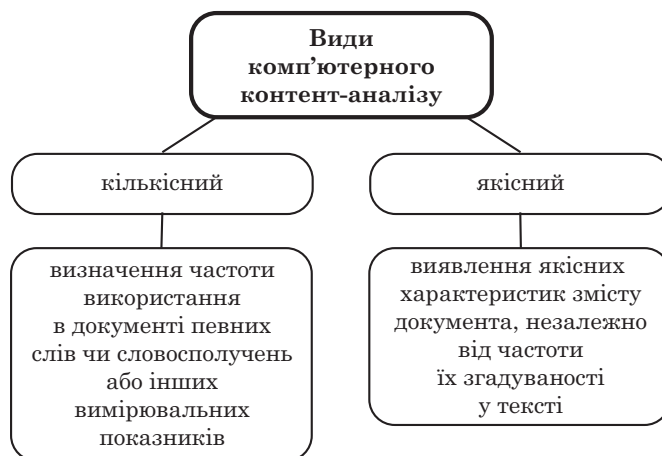 Види
комп’ютерного
контент-аналізу
кількісний
якісний
визначення частоти
використання
в документі певних
слів чи словосполучень
або інших
вимірювальних
показників
виявлення якісних
характеристик змісту
документа, незалежно
від частоти
їх згадуваності
у тексті